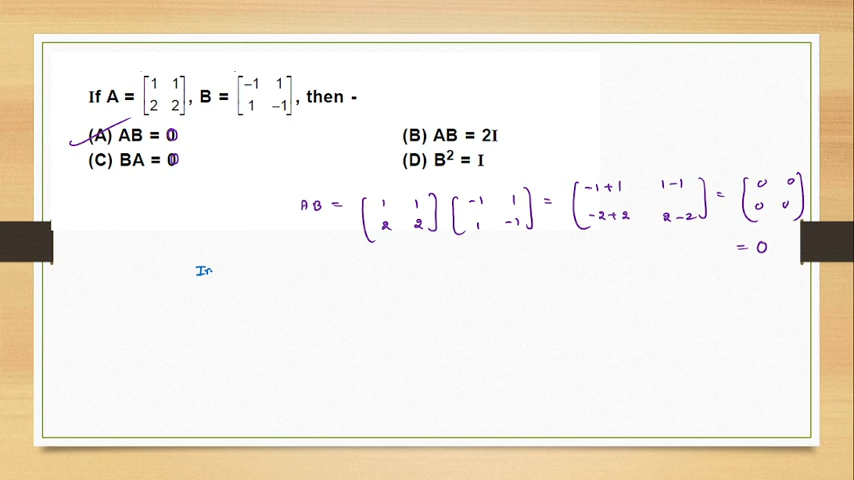 If A = [1 1 2 2], B = [−1 1 1 −1], then -
(A) AB = 0 (B) AB = 2I
(C) BA = 0 (D) B² = I
AB = [1 1 2 2] [-1 1 1 -1] = [-1+1 1-1 -2+2 2-2] = [0 0 0 0]
= 0
In